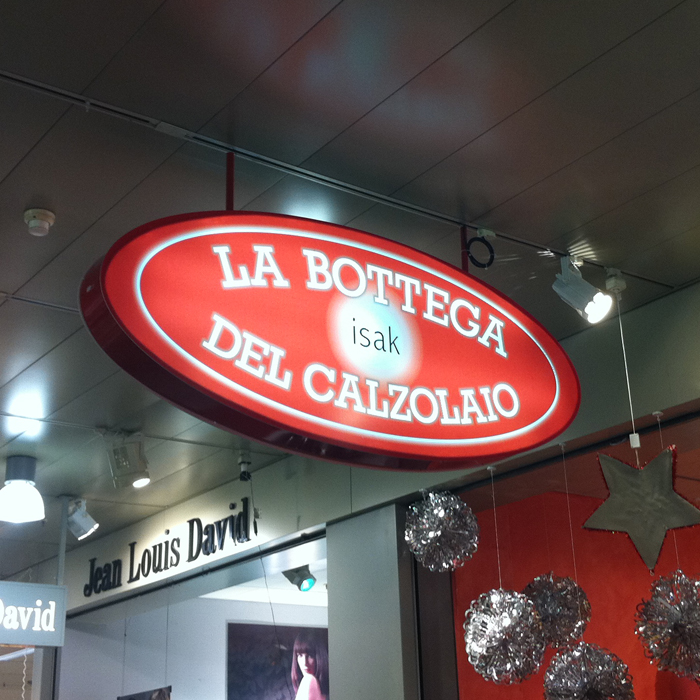 LA BOTTEGA
isak
DEL CALZOLAIO
Jean Louis David
David